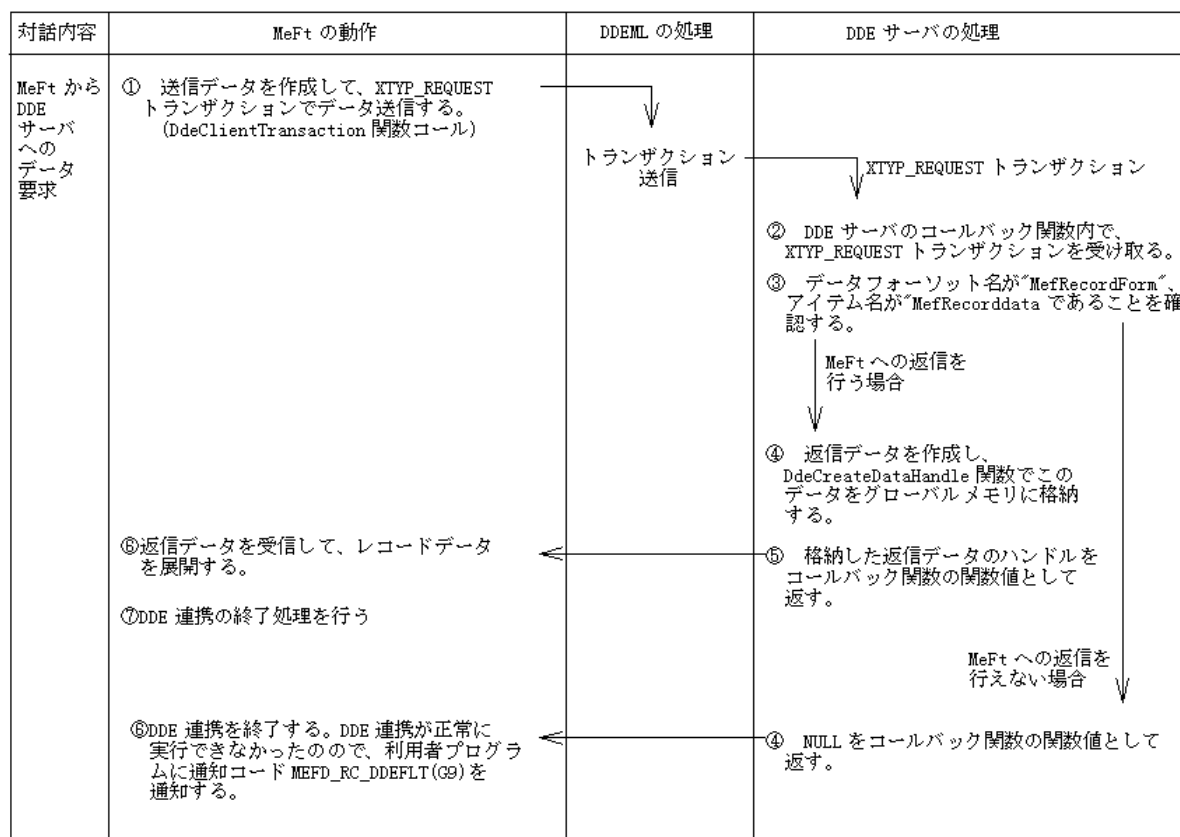 対話内容
MeFt の動作
DDEML の処理
DDE サーバの処理
MeFt から
DDE
サーバ
への
データ
要求
① 送信データを作成して、XTYP_REQUEST
トランザクションでデータ送信する。
(DdeClientTransaction 関数コール)
トランザクション
送信
XTYP_REQUEST トランザクション
② DDE サーバのコールバック関数内で、
XTYP_REQUEST トランザクションを受け取る。
③ データフォーソット名が"MefRecordForm"、
アイテム名が"MefRecorddata であることを確
認する。
MeFt への返信を
行う場合
④ 返信データを作成し、
DdeCreateDataHandle 関数でこの
データをグローバルメモリに格納
する。
⑥返信データを受信して、レコードデータ
を展開する。
⑤ 格納した返信データのハンドルを
コールバック関数の関数値として
返す。
⑦DDE 連携の終了処理を行う
MeFt への返信を
行えない場合
⑥DDE 連携を終了する。DDE 連携が正常に
実行できなかったのので、利用者プログラ
ムに通知コード MEFD_RC_DDEFLT(G9)を
通知する。
④ NULL をコールバック関数の関数値として
返す。